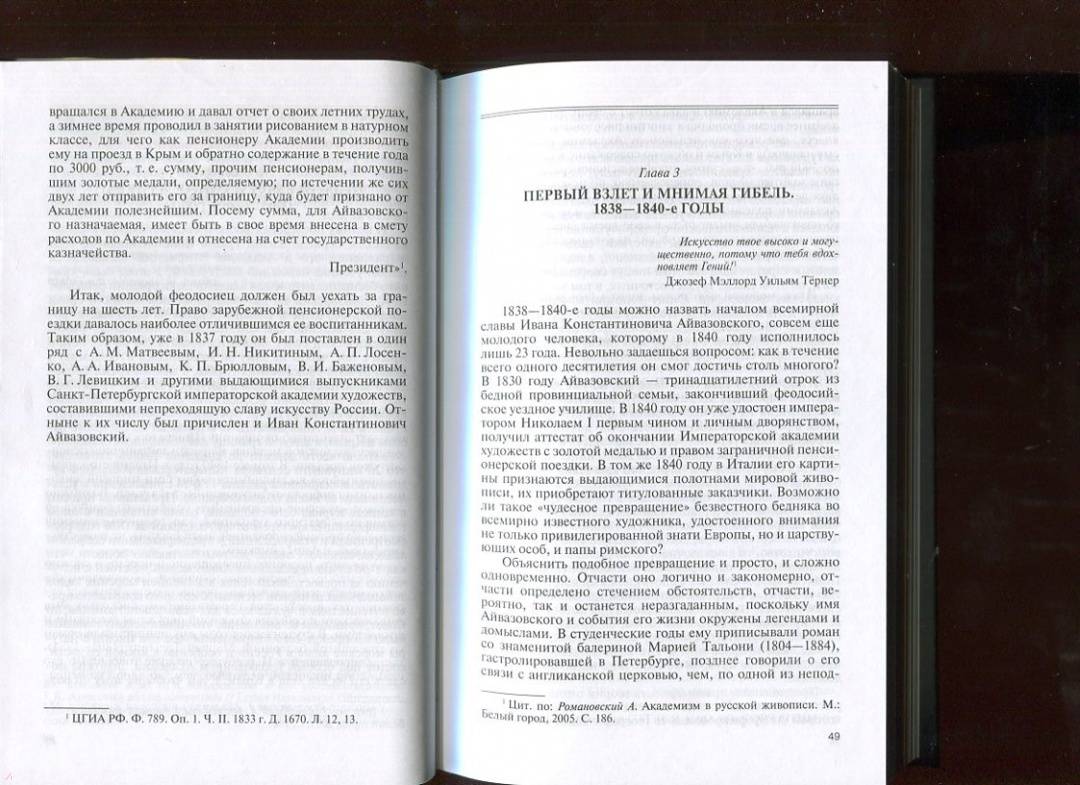 вращался в Академию и давал отчет о своих летних трудах,
а зимнее время проводил в занятии рисованием в натурном
классе, для чего как пенсионеру Академии производить
ему на проезд в Крым и обратно содержание в течение года
по 3000 руб., т. е. сумму, прочим пенсионерам, получив-
шим золотые медали, определяемую; по истечении же сих
двух лет отправить его за границу, куда будет признано от
Академии полезнейшим. Посему сумма, для Айвазовско-
го назначаемая, имеет быть в свое время внесена в смету
расходов по Академии и отнесена на счет государственного
казначейства.
Президент»¹.
Итак, молодой феодосиец должен был уехать за гра-
ницу на шесть лет. Право зарубежной пенсионерской по-
ездки давалось наиболее отличившимся ее воспитанникам.
Таким образом, уже в 1837 году он был поставлен в один
ряд с А. М. Матвеевым, И. Н. Никитиным, А. П. Лосен-
ко, А. А. Ивановым, К. П. Брюлловым, В. И. Баженовым,
В. Г. Левицким и другими выдающимися выпускниками
Санкт-Петербургской императорской академии художеств,
составившими непреходящую славу искусству России. От-
ныне к их числу был причислен и Иван Константинович
Айвазовский.
¹ ЦГИА РФ. Ф. 789. Оп. 1. Ч. II. 1833 г. Д. 1670. Л. 12, 13.
Глава 3
ПЕРВЫЙ ВЗЛЕТ И МНИМАЯ ГИБЕЛЬ.
1838—1840-е ГОДЫ
Искусство твое высоко и могу-
щественно, потому что тебя вдох-
новляет Гений!¹
Джозеф Мэллорд Уильям Тёрнер
1838—1840-е годы можно назвать началом всемирной
славы Ивана Константиновича Айвазовского, совсем еще
молодого человека, которому в 1840 году исполнилось
лишь 23 года. Невольно задаешься вопросом: как в течение
всего одного десятилетия он смог достичь столь многого?
В 1830 году Айвазовский — тринадцатилетний отрок из
бедной провинциальной семьи, закончивший феодосий-
ское уездное училище. В 1840 году он уже удостоен импера-
тором Николаем I первым чином и личным дворянством,
получил аттестат об окончании Императорской академии
художеств с золотой медалью и правом заграничной пенси-
онерской поездки. В том же 1840 году в Италии его карти-
ны признаются выдающимися полотнами мировой живо-
писи, их приобретают титулованные заказчики. Возможно
ли такое «чудесное превращение» безвестного бедняка во
всемирно известного художника, удостоенного внимания
не только привилегированной знати Европы, но и царству-
ющих особ, и папы римского?
Объяснить подобное превращение и просто, и сложно
одновременно. Отчасти оно логично и закономерно, от-
части определено стечением обстоятельств, отчасти, ве-
роятно, так и останется неразгаданным, поскольку имя
Айвазовского и события его жизни окружены легендами и
домыслами. В студенческие годы ему приписывали роман
со знаменитой балериной Марией Тальони (1804—1884),
гастролировавшей в Петербурге, позднее говорили о его
связи с англиканской церковью, чем, по одной из непод-
¹ Цит. по: Романовский А. Академизм в русской живописи. М.:
Белый город, 2005. С. 186.
49